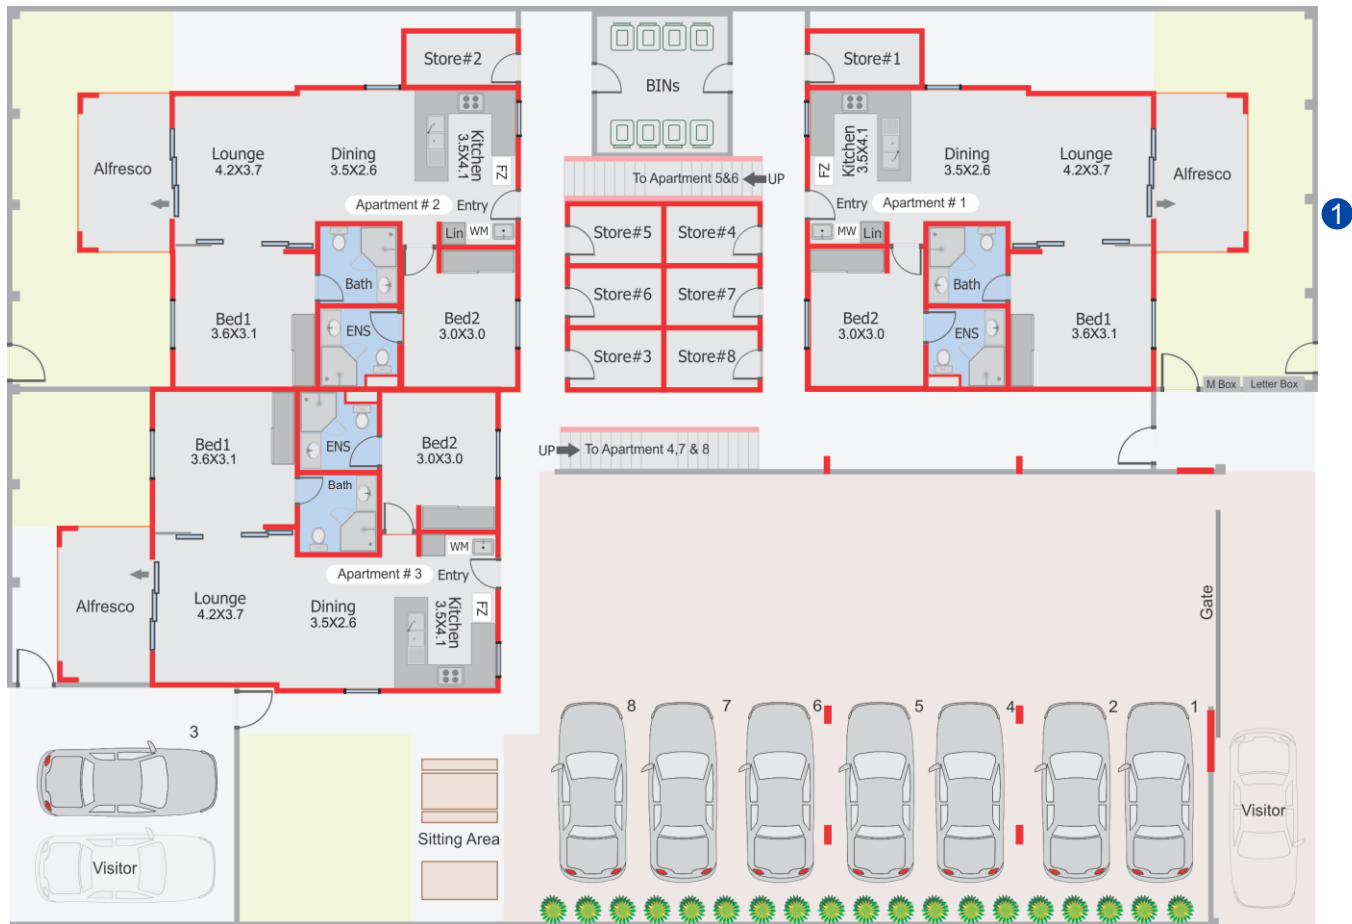 Store#2
BINs
Store#1
Lounge
4.2X3.7
Dining
3.5X2.6
Kitchen
3.5X4.1
FZ
Alfresco
Apartment # 2
Entry
Lin
WM
To Apartment 5&6
UP
Kitchen
3.5X4.1
FZ
Dining
3.5X2.6
Lounge
4.2X3.7
Alfresco
Entry
Apartment # 1
MW
Lin
1
Store#5
Store#4
Store#6
Store#7
Store#3
Store#8
Bath
Bed1
3.6X3.1
ENS
Bed2
3.0X3.0
Bed2
3.0X3.0
Bath
ENS
Bed1
3.6X3.1
M Box
Letter Box
Bed1
3.6X3.1
ENS
Bed2
3.0X3.0
Bath
UP
To Apartment 4,7 & 8
WM
Apartment # 3
Entry
Alfresco
Lounge
4.2X3.7
Dining
3.5X2.6
Kitchen
3.5X4.1
FZ
Gate
3
8
7
6
5
4
2
1
Visitor
Sitting Area
Visitor